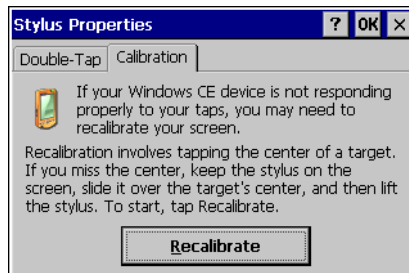 Stylus Properties ? OK ×
Double-Tap Calibration
If your Windows CE device is not responding
properly to your taps, you may need to
recalibrate your screen.
Recalibration involves tapping the center of a target.
If you miss the center, keep the stylus on the
screen, slide it over the target's center, and then lift
the stylus. To start, tap Recalibrate.
Recalibrate